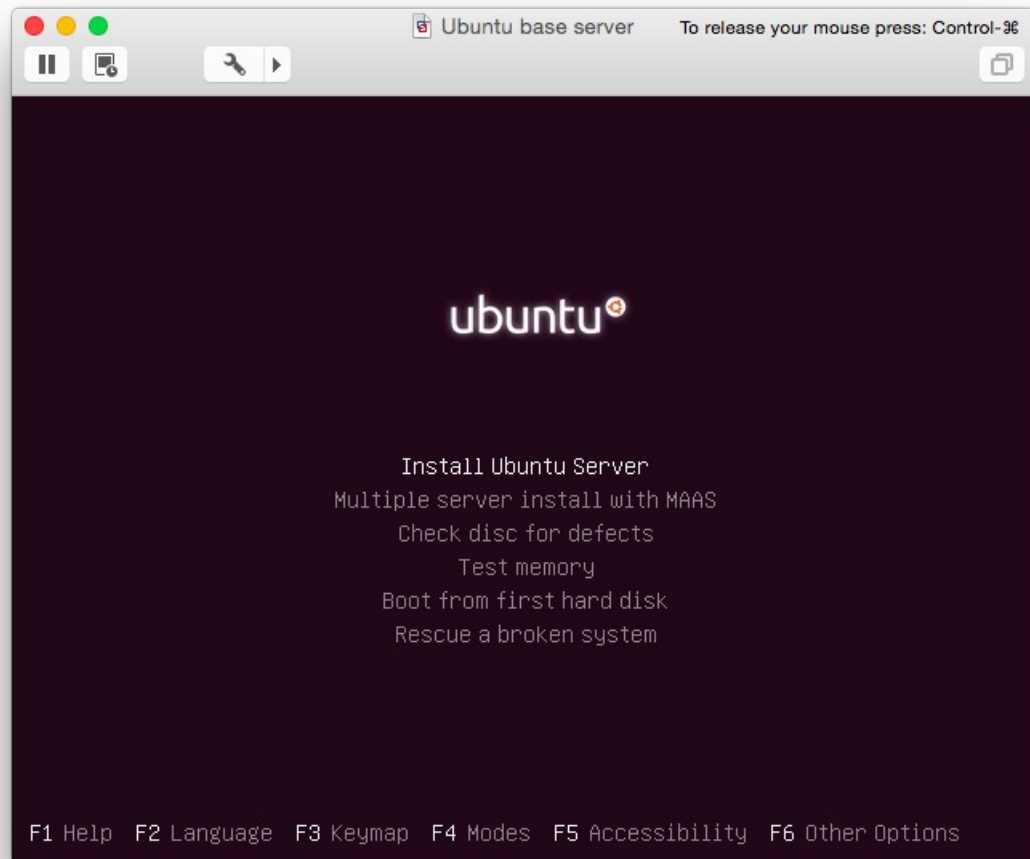 Ubuntu base server To release your mouse press: Control-⌘
ubuntu
Install Ubuntu Server
Multiple server install with MAAS
Check disc for defects
Test memory
Boot from first hard disk
Rescue a broken system
F1 Help F2 Language F3 Keymap F4 Modes F5 Accessibility F6 Other Options